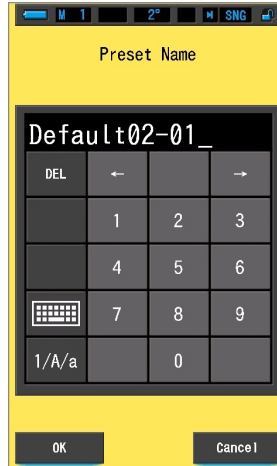 M 1 2° SNG
Preset Name
Default02-01_
DEL ← →
1 2 3
4 5 6
7 8 9
1/A/a 0
OK Cancel